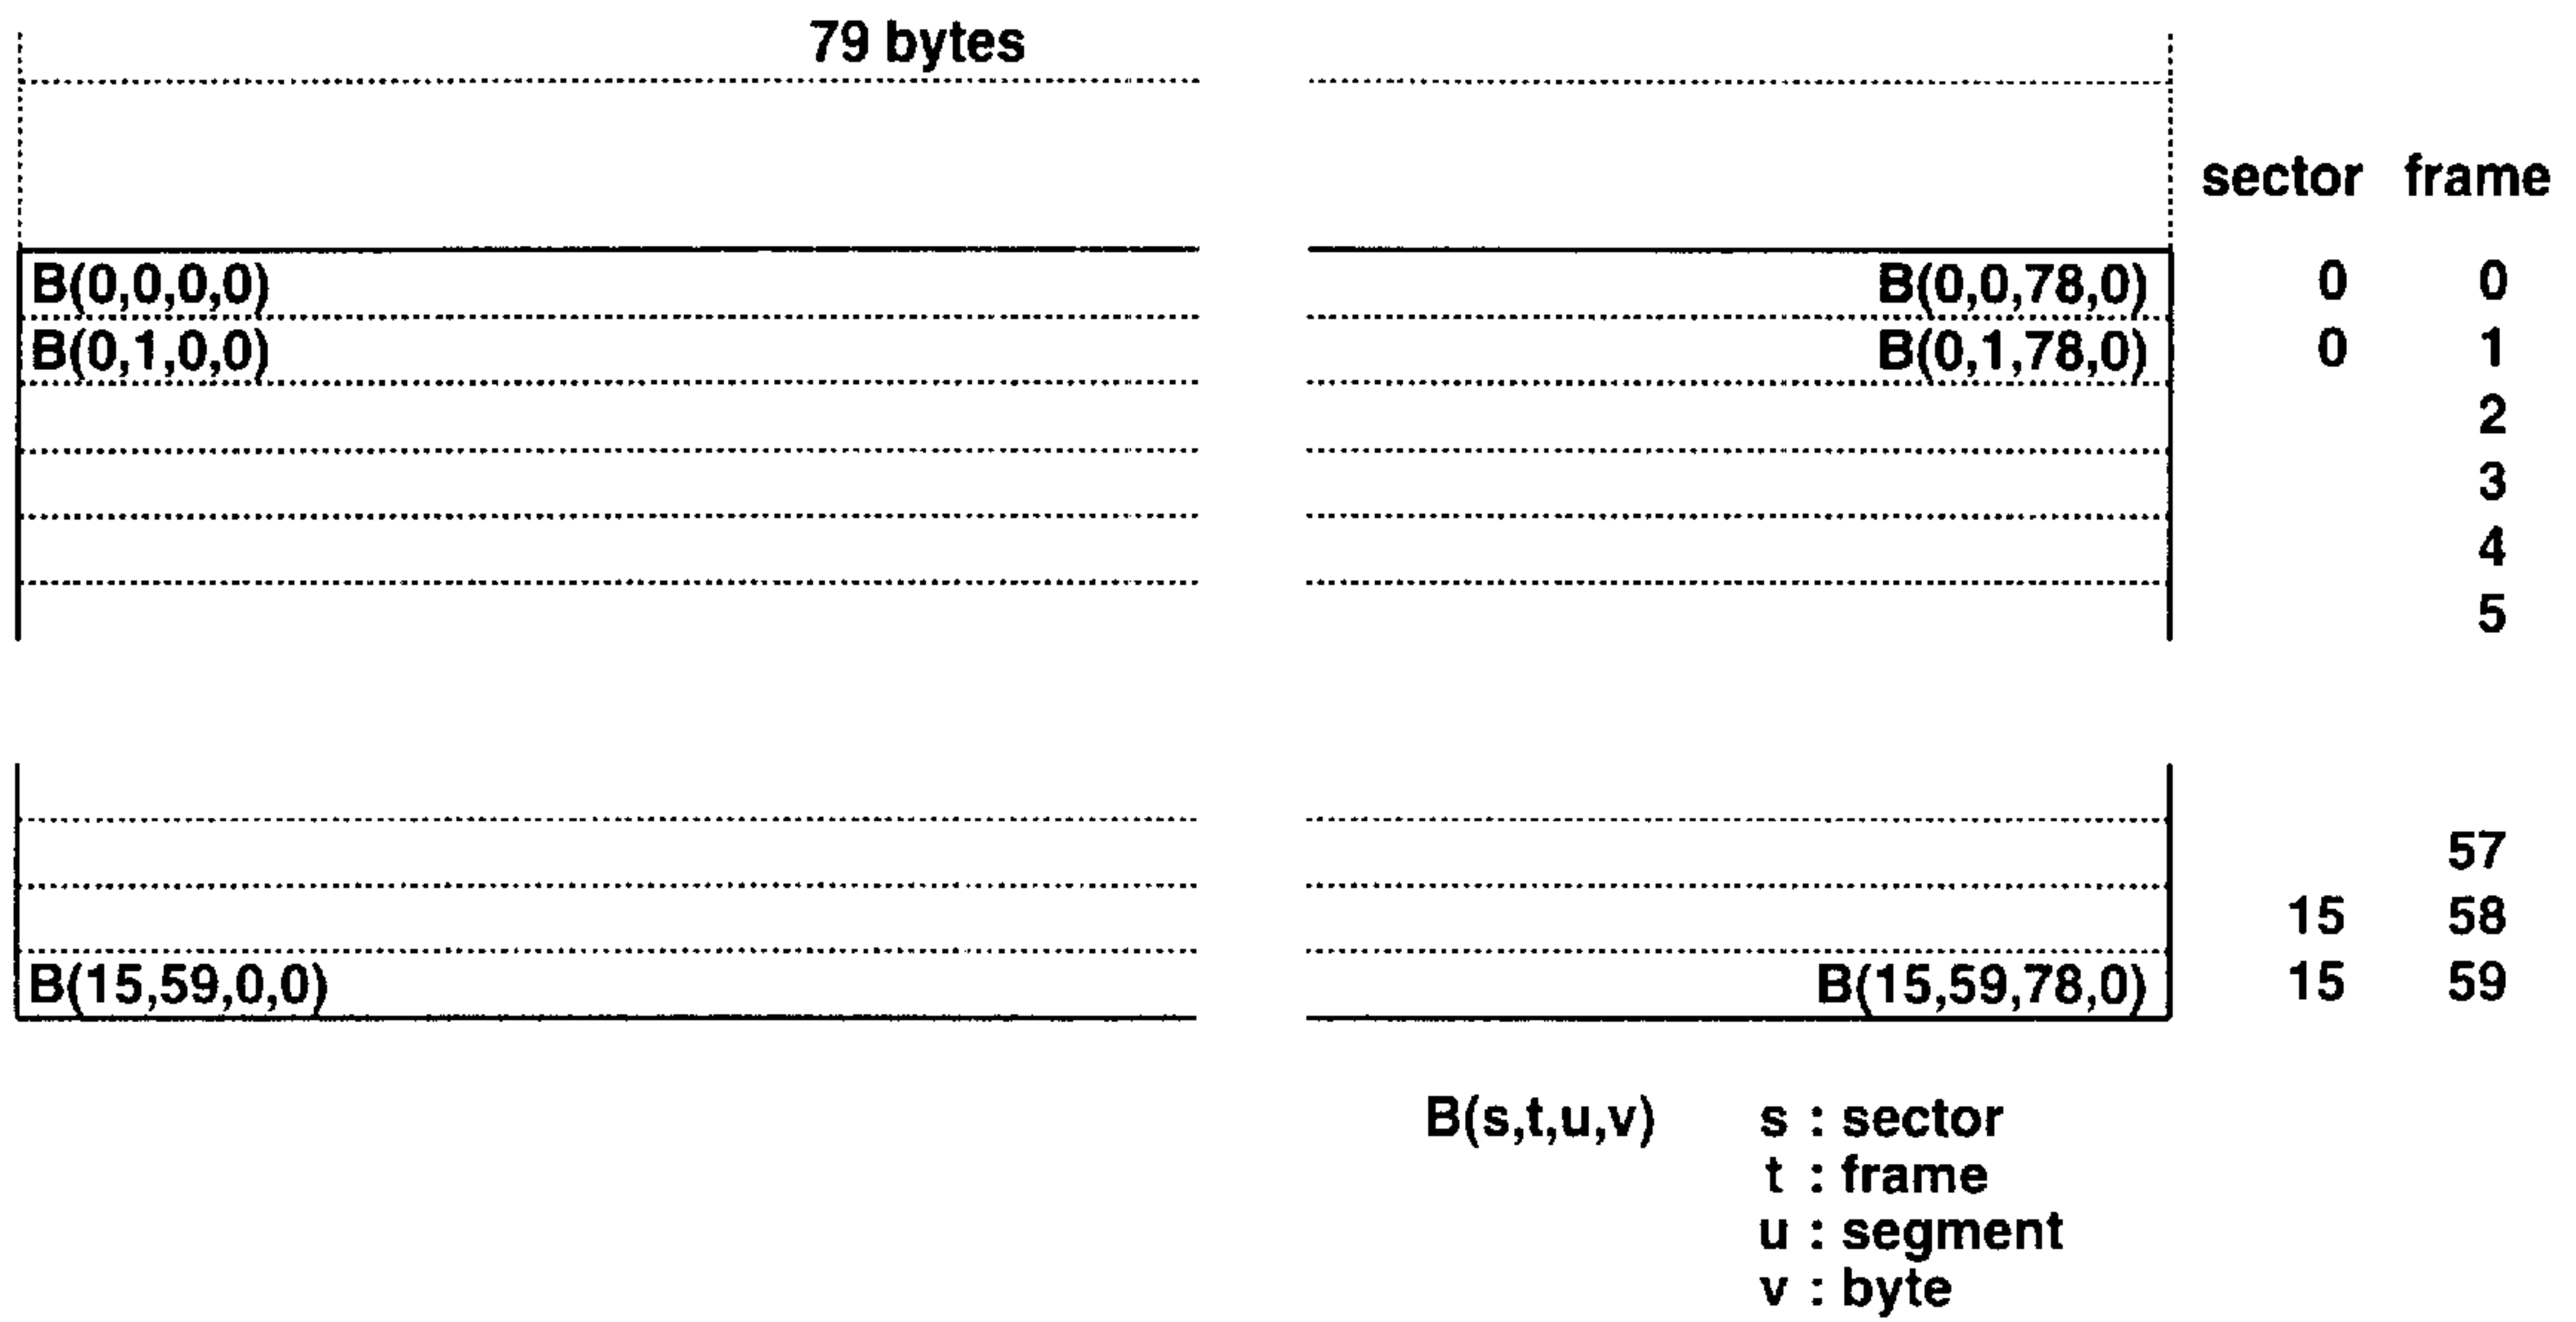 79 bytes
sector frame
B(0,0,0,0) B(0,0,78,0) 0 0
B(0,1,0,0) B(0,1,78,0) 0 1
2
3
4
5
57
15 58
B(15,59,0,0) B(15,59,78,0) 15 59
B(s,t,u,v) s : sector
t : frame
u : segment
v : byte